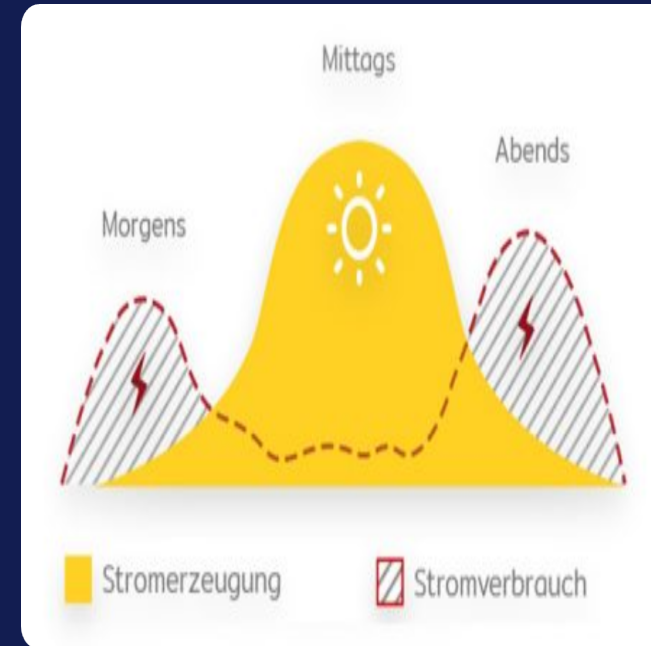 Mittags
Abends
Morgens
Stromerzeugung
Stromverbrauch